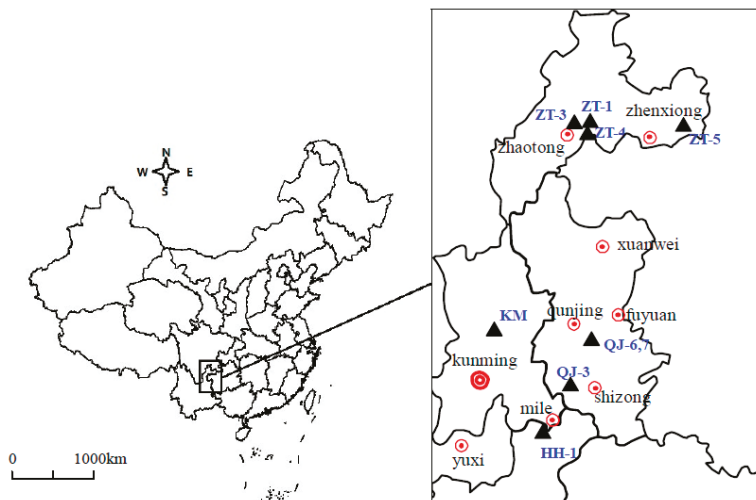 N
W E
S
0 1000km
ZT-3
ZT-1
zhenxiong
zhaotong
ZT-4
ZT-5
xuanwei
KM
qunjing
fuyuan
QJ-6,7
kunming
QJ-3
shizong
mile
yuxi
HH-1